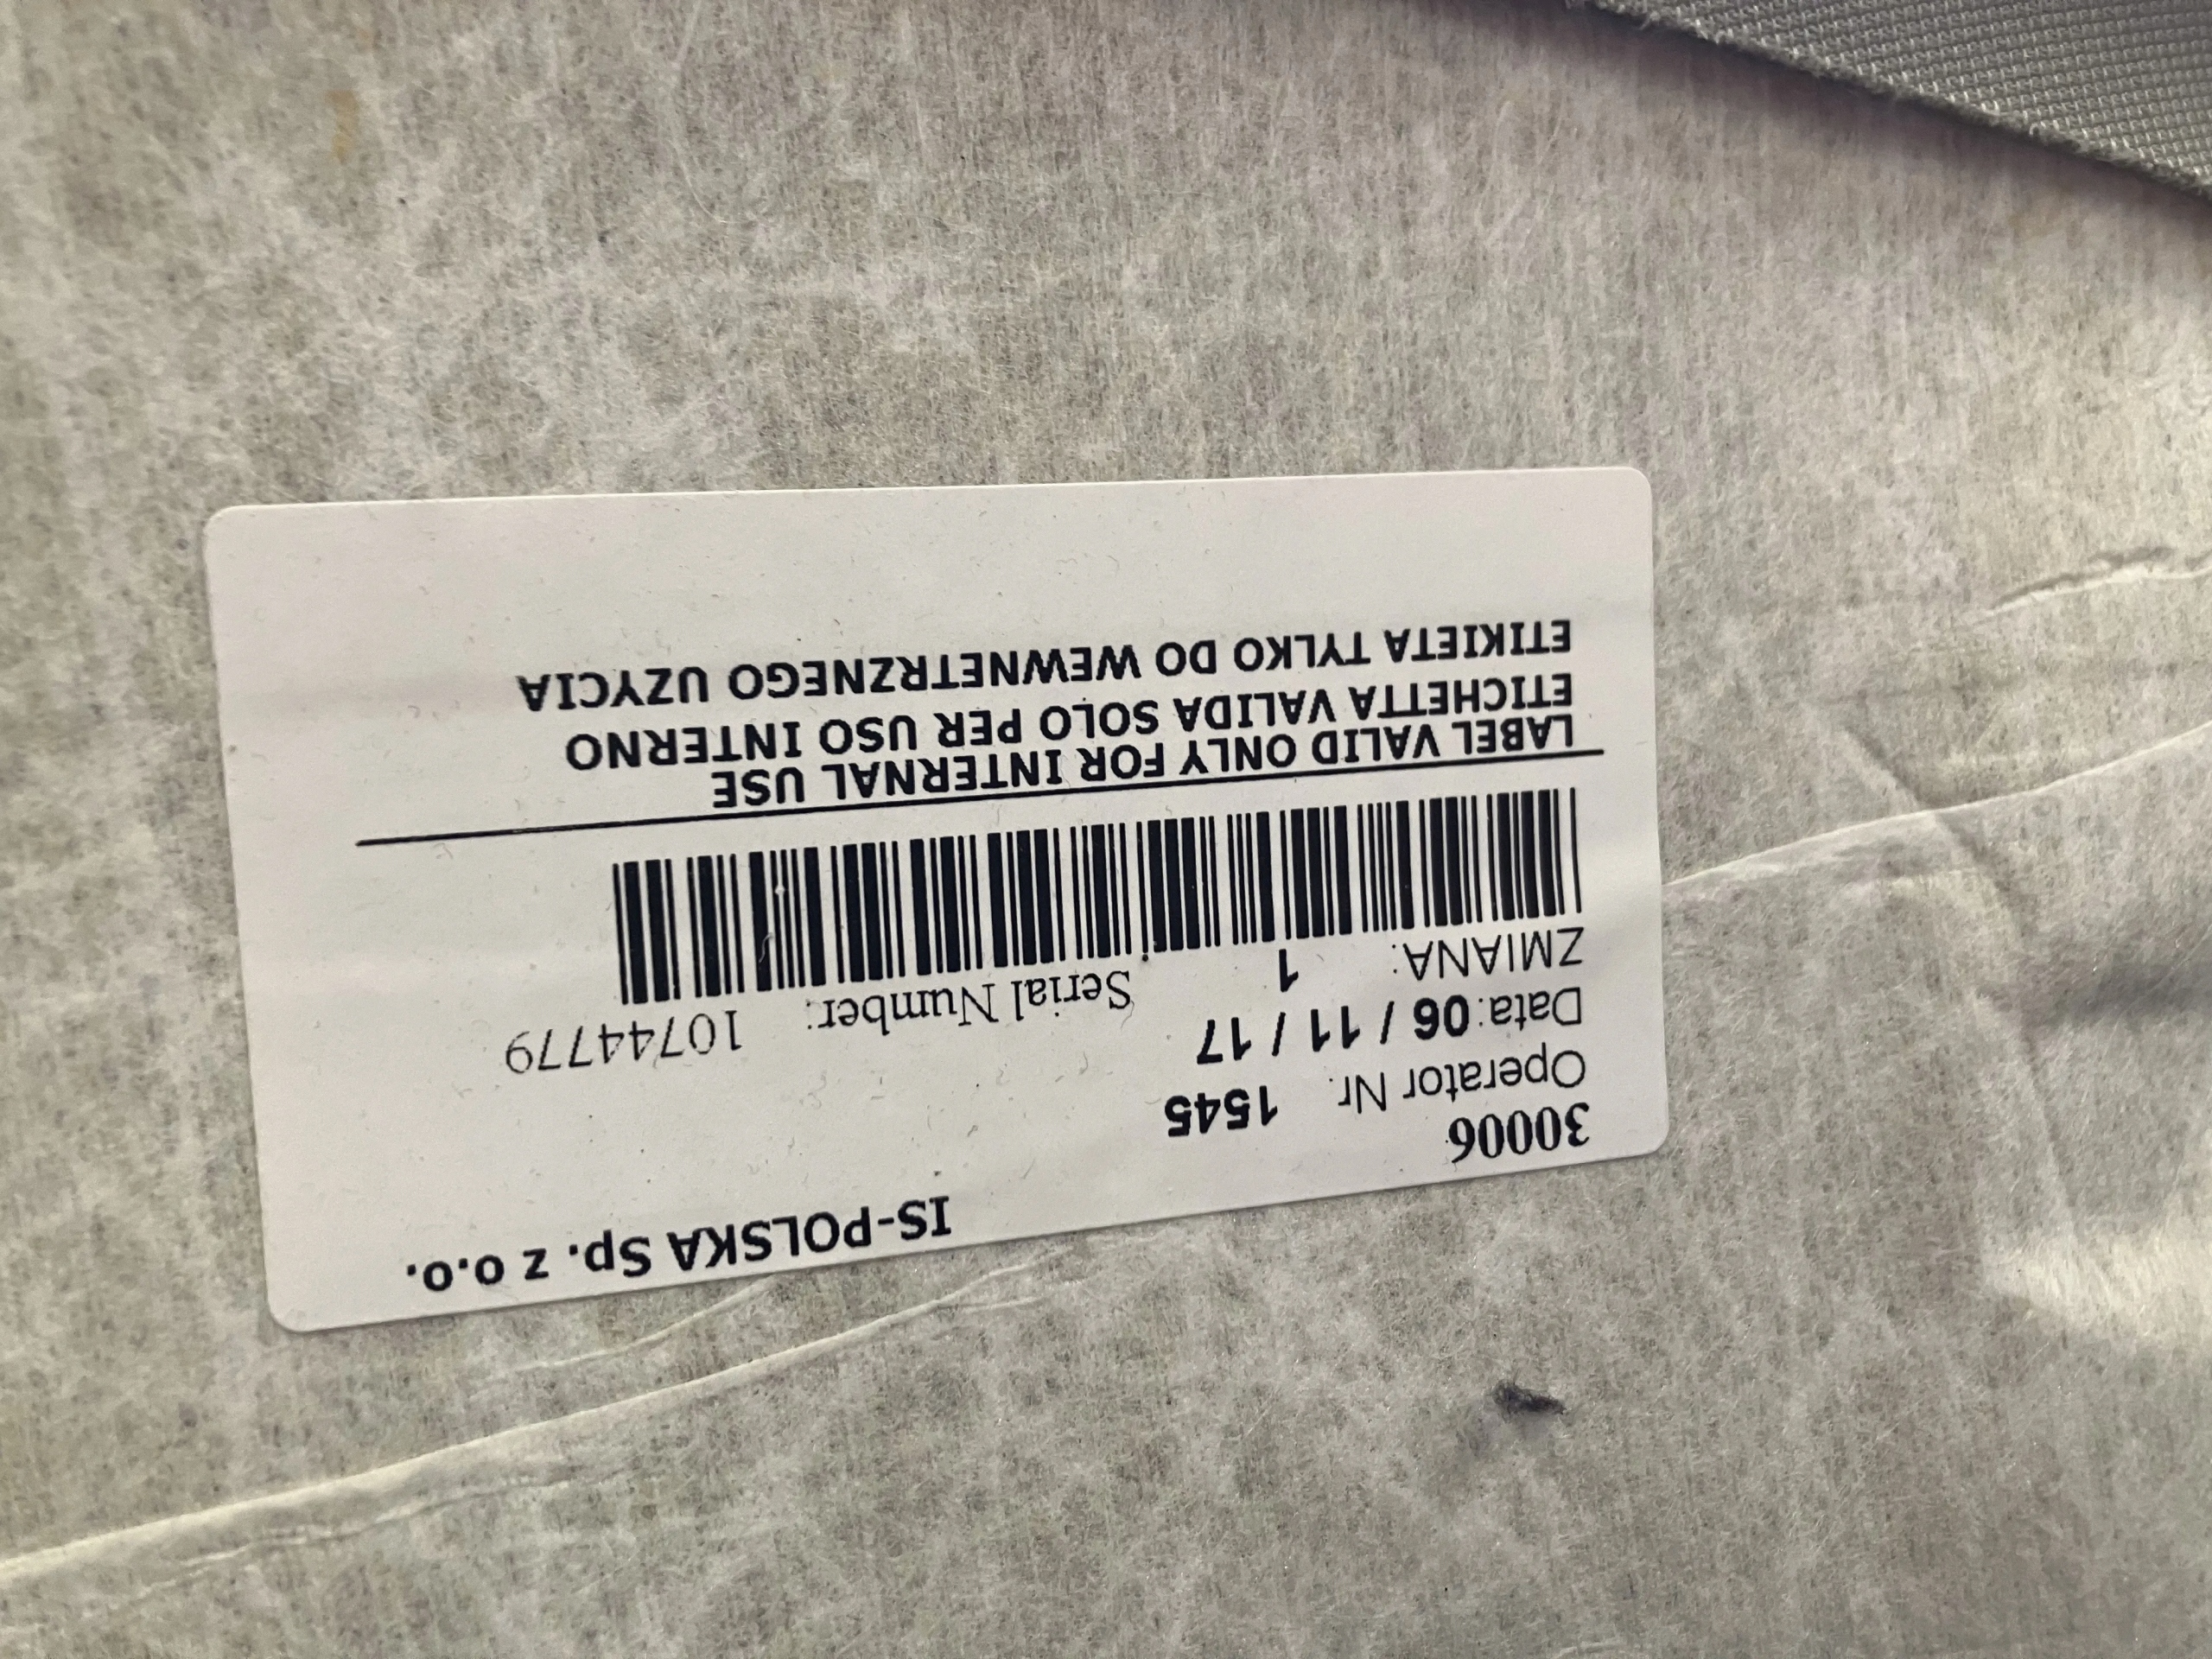 IS-POLSKA Sp. z o.o.
30006
Operator Nr. 1545
Data: 06 / 11 / 17
Serial Number: 10744779
ZMIANA: 1
LABEL VALID ONLY FOR INTERNAL USE
ETICHETTA VALIDA SOLO PER USO INTERNO
ETIKIETA TYLKO DO WEWNETRZNEGO UZYCIA